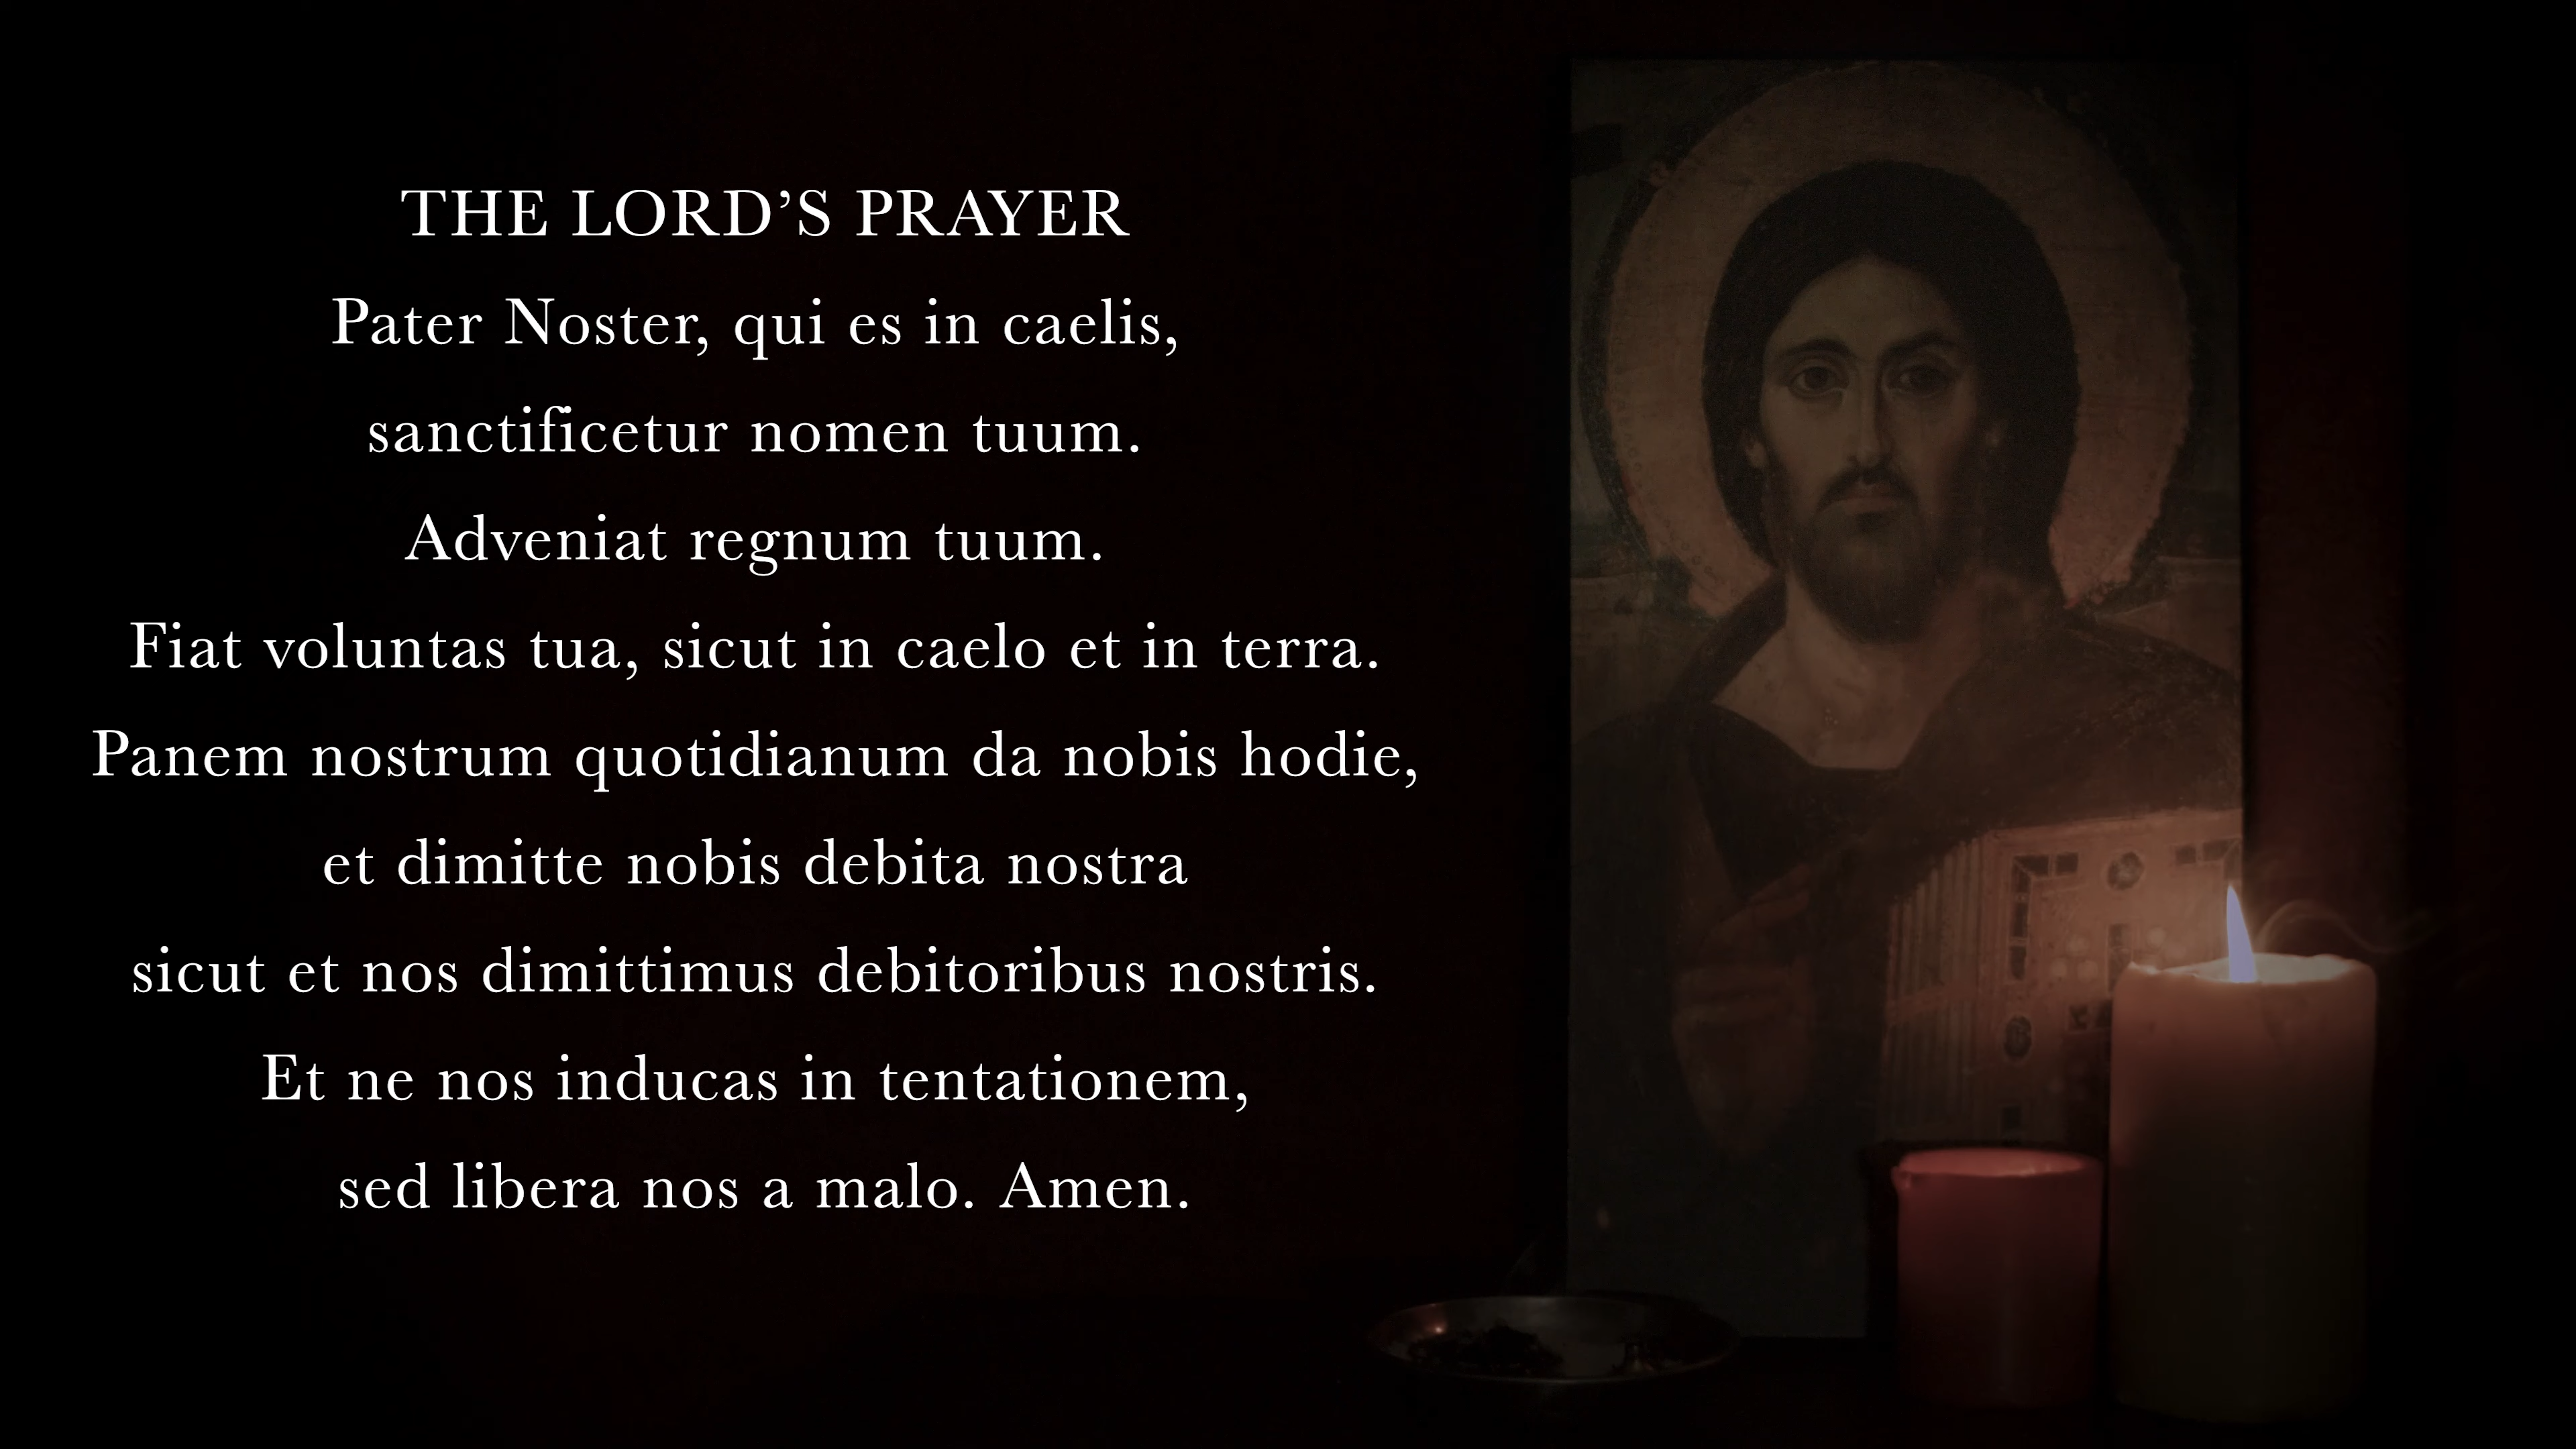 THE LORD’S PRAYER
Pater Noster, qui es in caelis,
sanctificetur nomen tuum.
Adveniat regnum tuum.
Fiat voluntas tua, sicut in caelo et in terra.
Panem nostrum quotidianum da nobis hodie,
et dimitte nobis debita nostra
sicut et nos dimittimus debitoribus nostris.
Et ne nos inducas in tentationem,
sed libera nos a malo. Amen.